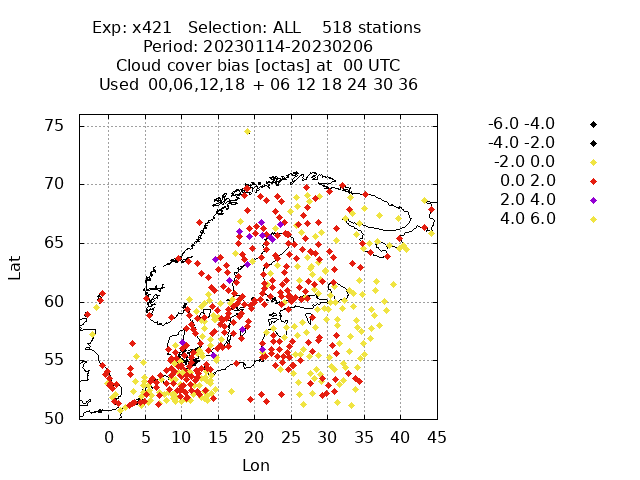 Exp: x421   Selection: ALL    518 stations
Period: 20230114-20230206
Cloud cover bias [octas] at  00 UTC
Used  00,06,12,18  + 06 12 18 24 30 36
-6.0 -4.0
-4.0 -2.0
-2.0 0.0
0.0 2.0
2.0 4.0
4.0 6.0
75
70
65
60
55
50
Lat
0 5 10 15 20 25 30 35 40 45
Lon